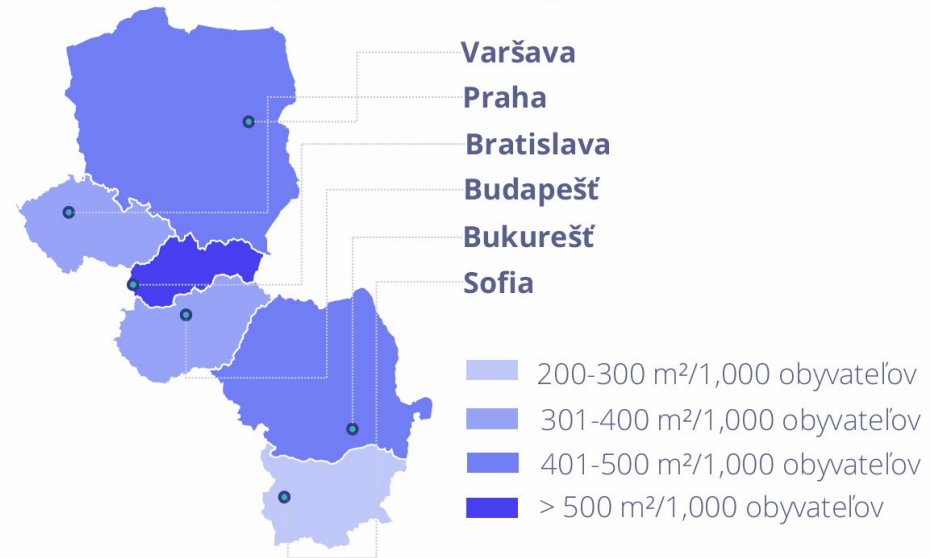 Varšava
Praha
Bratislava
Budapešť
Bukurešť
Sofia
200-300 m²/1,000 obyvateľov
301-400 m²/1,000 obyvateľov
401-500 m²/1,000 obyvateľov
> 500 m²/1,000 obyvateľov